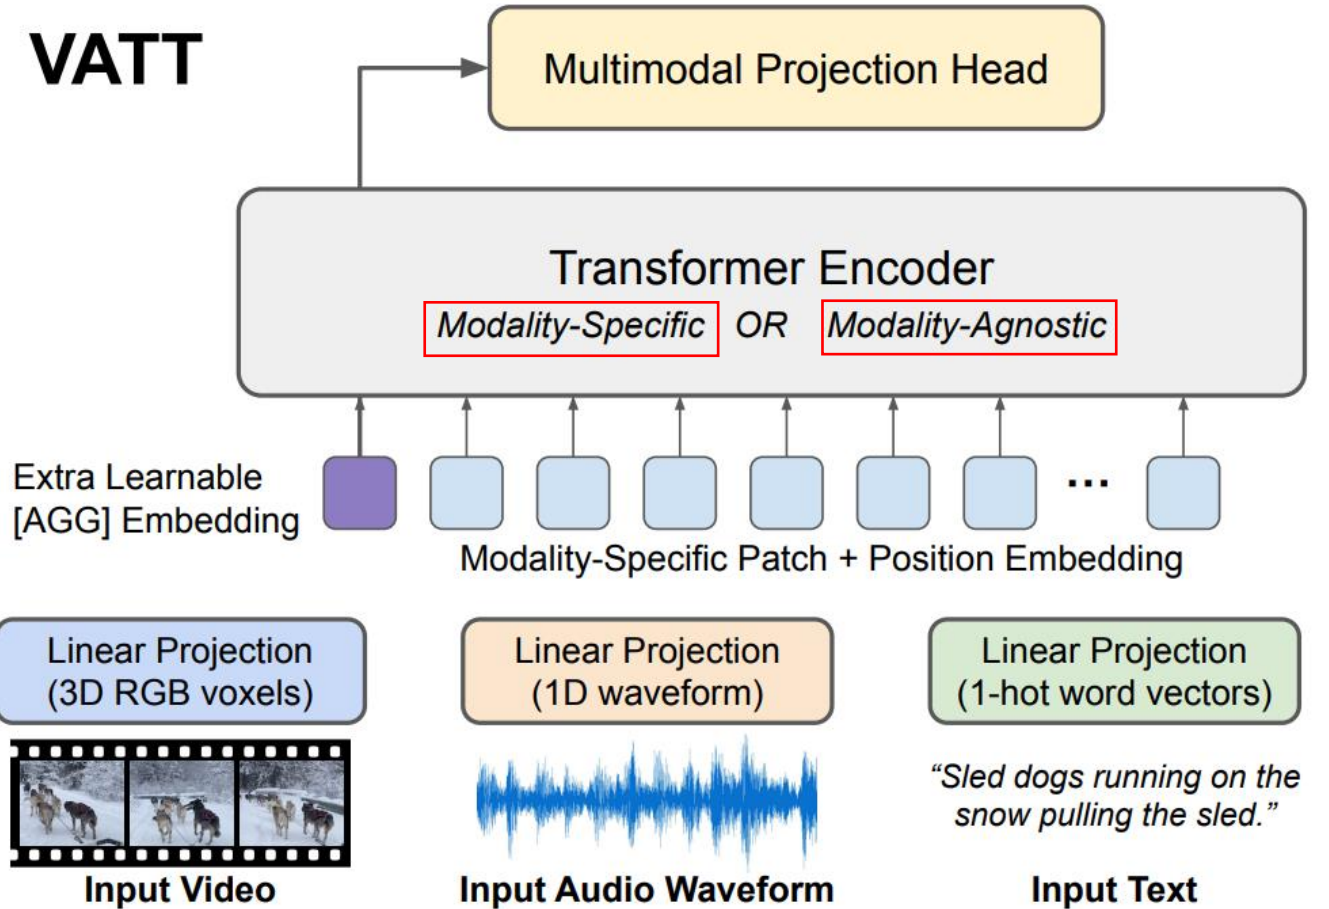 VATT
Multimodal Projection Head
Transformer Encoder
Modality-Specific OR Modality-Agnostic
Extra Learnable
[AGG] Embedding
...
Modality-Specific Patch + Position Embedding
Linear Projection
(3D RGB voxels)
Linear Projection
(1D waveform)
Linear Projection
(1-hot word vectors)
“Sled dogs running on the
snow pulling the sled.”
Input Video
Input Audio Waveform
Input Text